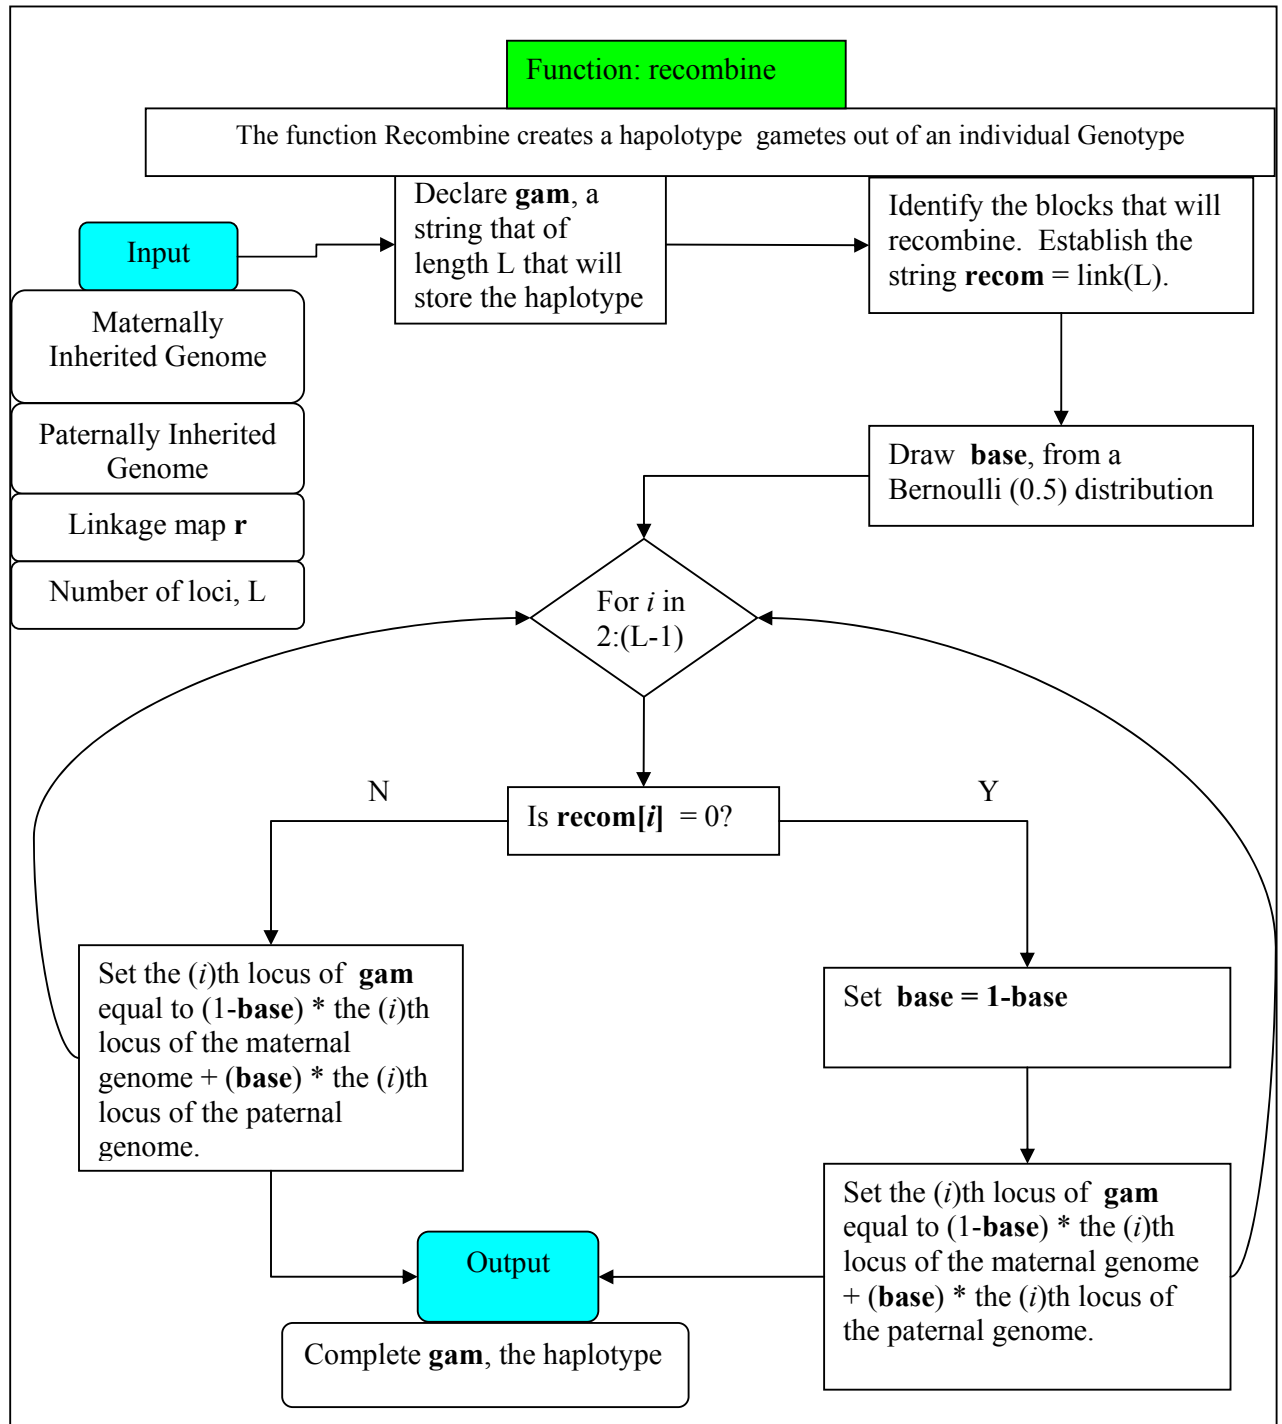 Function: recombine
The function Recombine creates a hapolotype gametes out of an individual Genotype
Input
Maternally
Inherited Genome
Paternally Inherited
Genome
Linkage map r
Number of loci, L
Declare gam, a
string that of
length L that will
store the haplotype
Identify the blocks that will
recombine. Establish the
string recom = link(L).
Draw base, from a
Bernoulli (0.5) distribution
For i in
2:(L-1)
N
Is recom[i] = 0?
Y
Set the (i)th locus of gam
equal to (1-base) * the (i)th
locus of the maternal
genome + (base) * the (i)th
locus of the paternal
genome.
Set base = 1-base
Set the (i)th locus of gam
equal to (1-base) * the (i)th
locus of the maternal genome
+ (base) * the (i)th locus of
the paternal genome.
Output
Complete gam, the haplotype